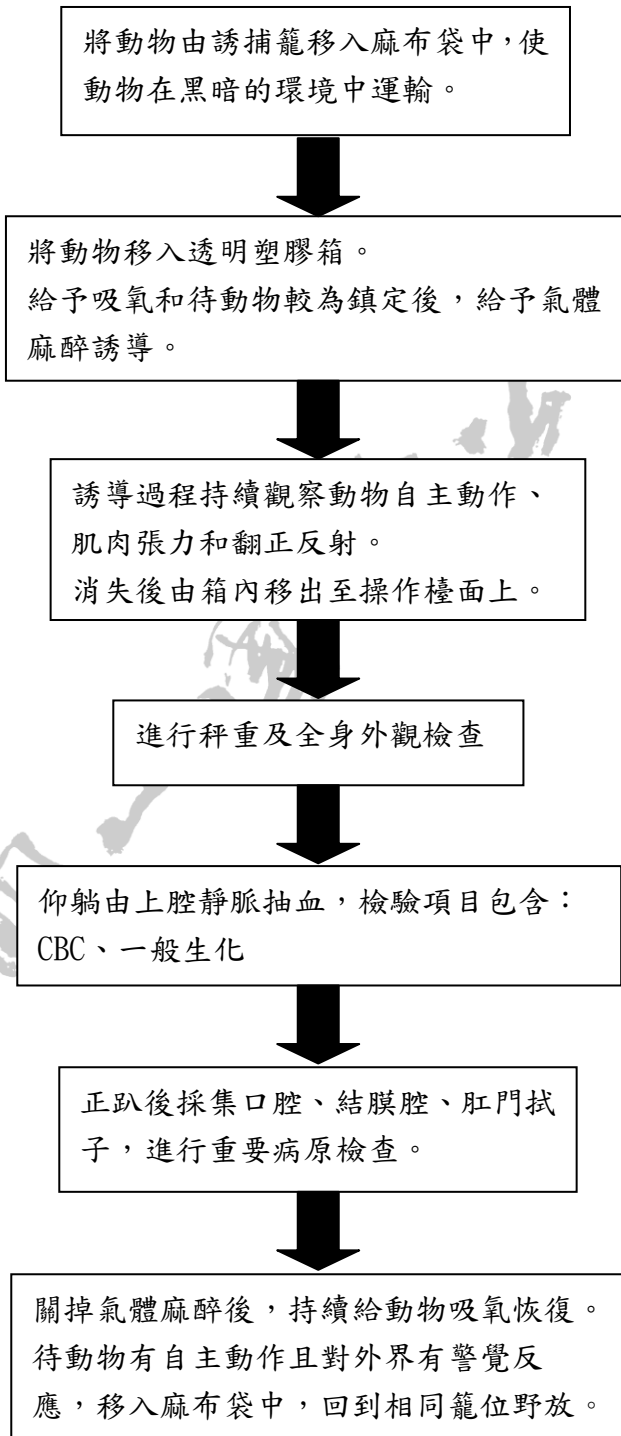 將動物由誘捕籠移入麻布袋中，使
動物在黑暗的環境中運輸。
將動物移入透明塑膠箱。
給予吸氧和待動物較為鎮定後，給予氣體
麻醉誘導。
誘導過程持續觀察動物自主動作、
肌肉張力和翻正反射。
消失後由箱內移出至操作檯面上。
進行秤重及全身外觀檢查
仰躺由上腔靜脈抽血，檢驗項目包含：
CBC、一般生化
正趴後採集口腔、結膜腔、肛門拭
子，進行重要病原檢查。
關掉氣體麻醉後，持續給動物吸氧恢復。
待動物有自主動作且對外界有警覺反
應，移入麻布袋中，回到相同籠位野放。